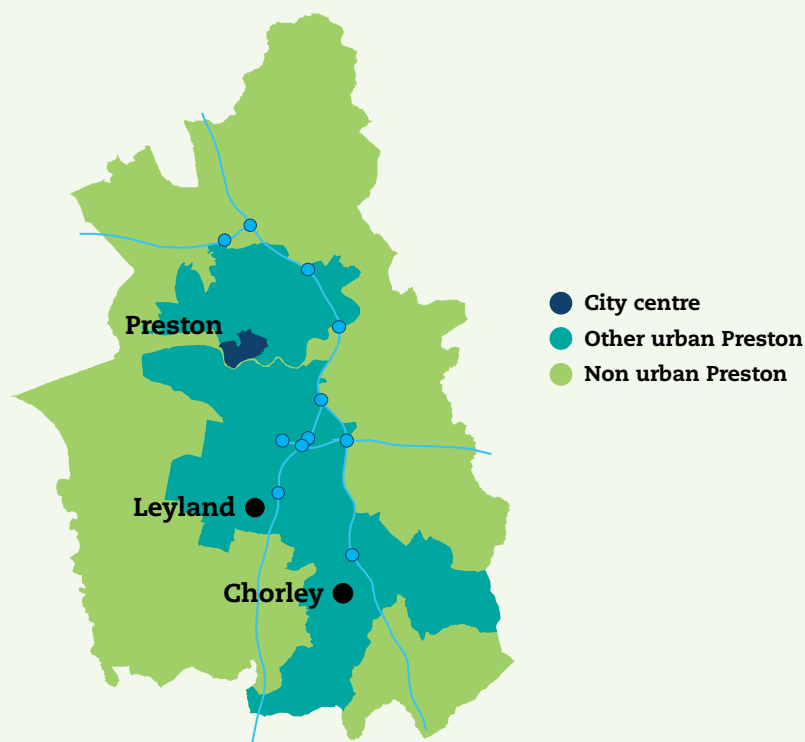 Preston
City centre
Other urban Preston
Non urban Preston
Leyland
Chorley